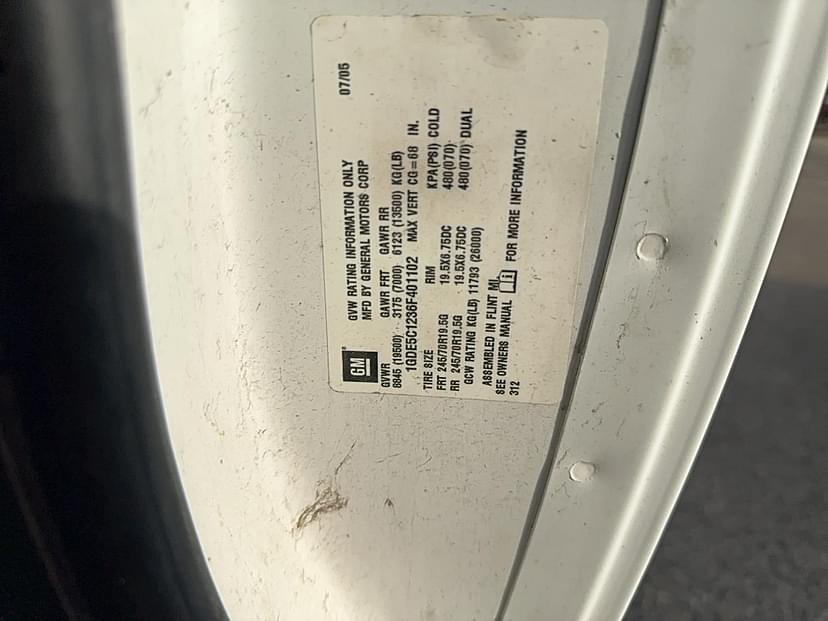 GM
GVW RATING INFORMATION ONLY 07/05
MFD BY GENERAL MOTORS CORP
GVWR GAWR FRT GAWR RR
8845 (19500) 3175 (7000) 6123 (13500) KG(LB)
1GDE5C1236F401102 MAX VERT CG=68 IN.
TIRE SIZE RIM KPA(PSI) COLD
FRT 245/70R19.5G 19.5X6.75DC 480(070)
RR 245/70R19.5G 19.5X6.75DC 480(070) DUAL
GCW RATING KG(LB) 11793 (26000)
ASSEMBLED IN FLINT MI,
SEE OWNERS MANUAL FOR MORE INFORMATION
312